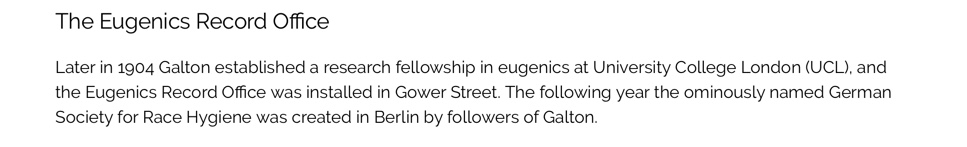 The Eugenics Record Office
Later in 1904 Galton established a research fellowship in eugenics at University College London (UCL), and
the Eugenics Record Office was installed in Gower Street. The following year the ominously named German
Society for Race Hygiene was created in Berlin by followers of Galton.